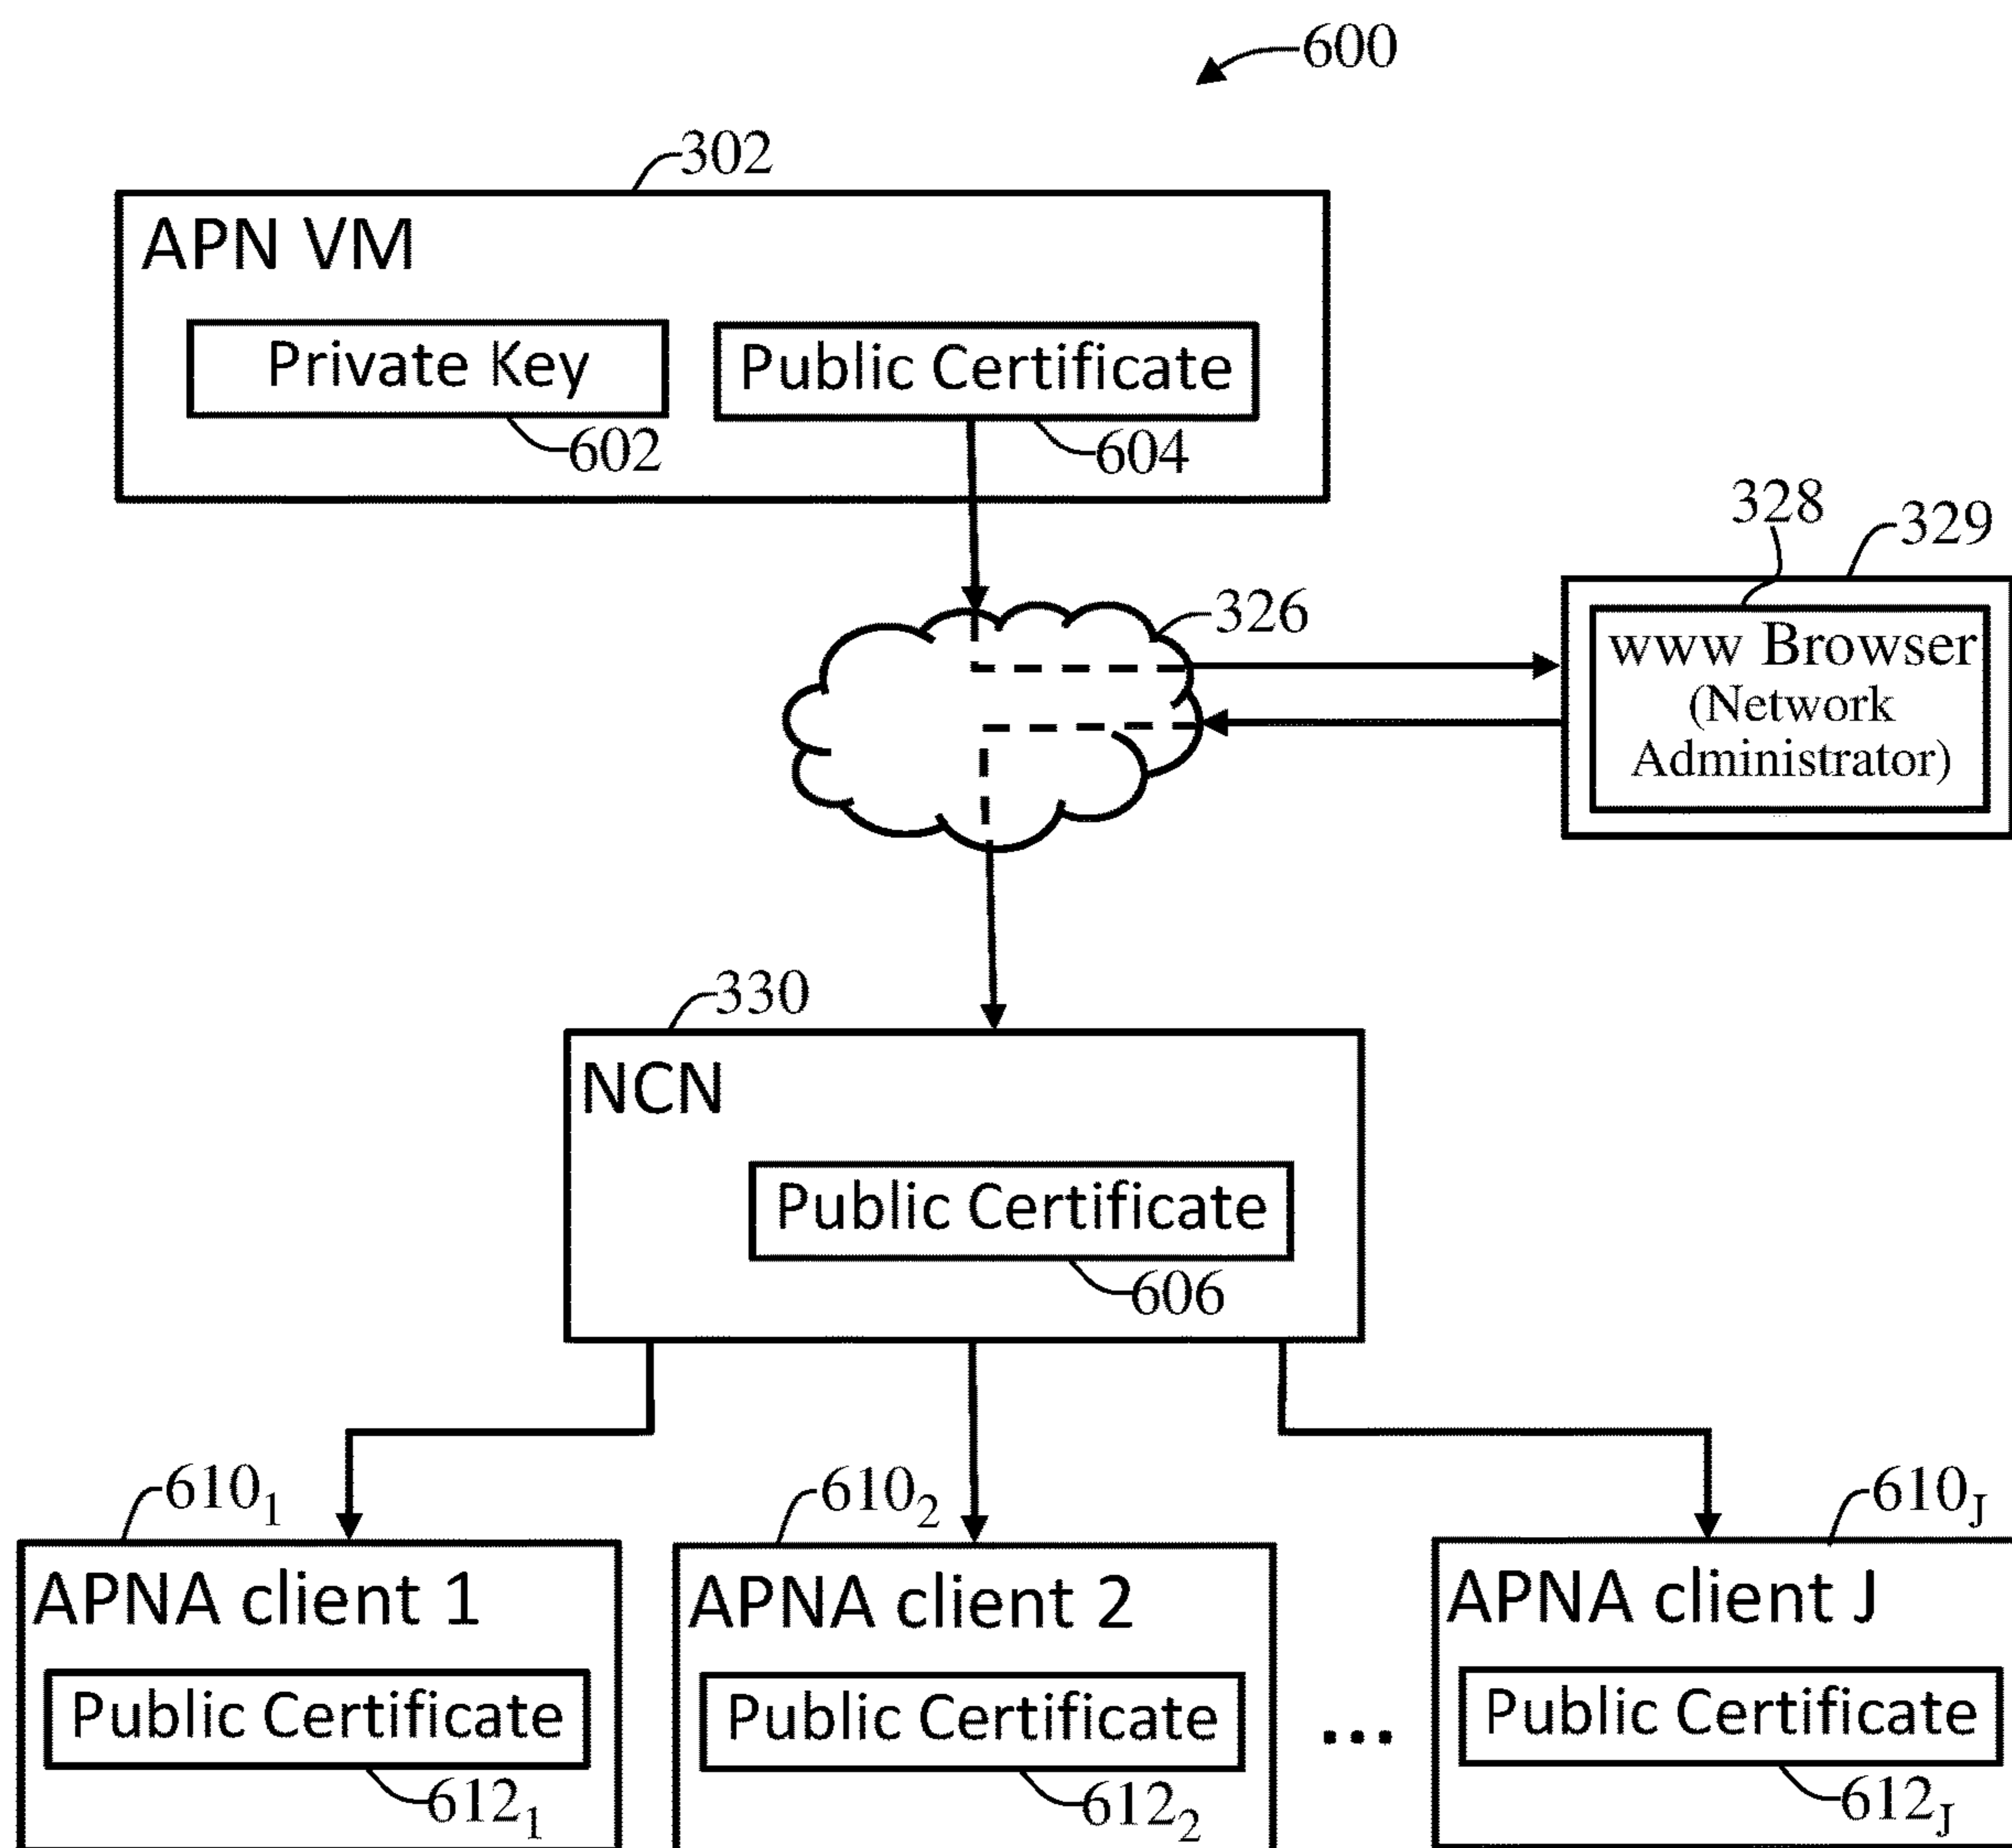 600
302
APN VM
Private Key
Public Certificate
602
604
328
329
326
www Browser
(Network
Administrator)
330
NCN
Public Certificate
606
610₁
610₂
610J
APNA client 1
APNA client 2
APNA client J
Public Certificate
Public Certificate
...
Public Certificate
612₁
612₂
612J